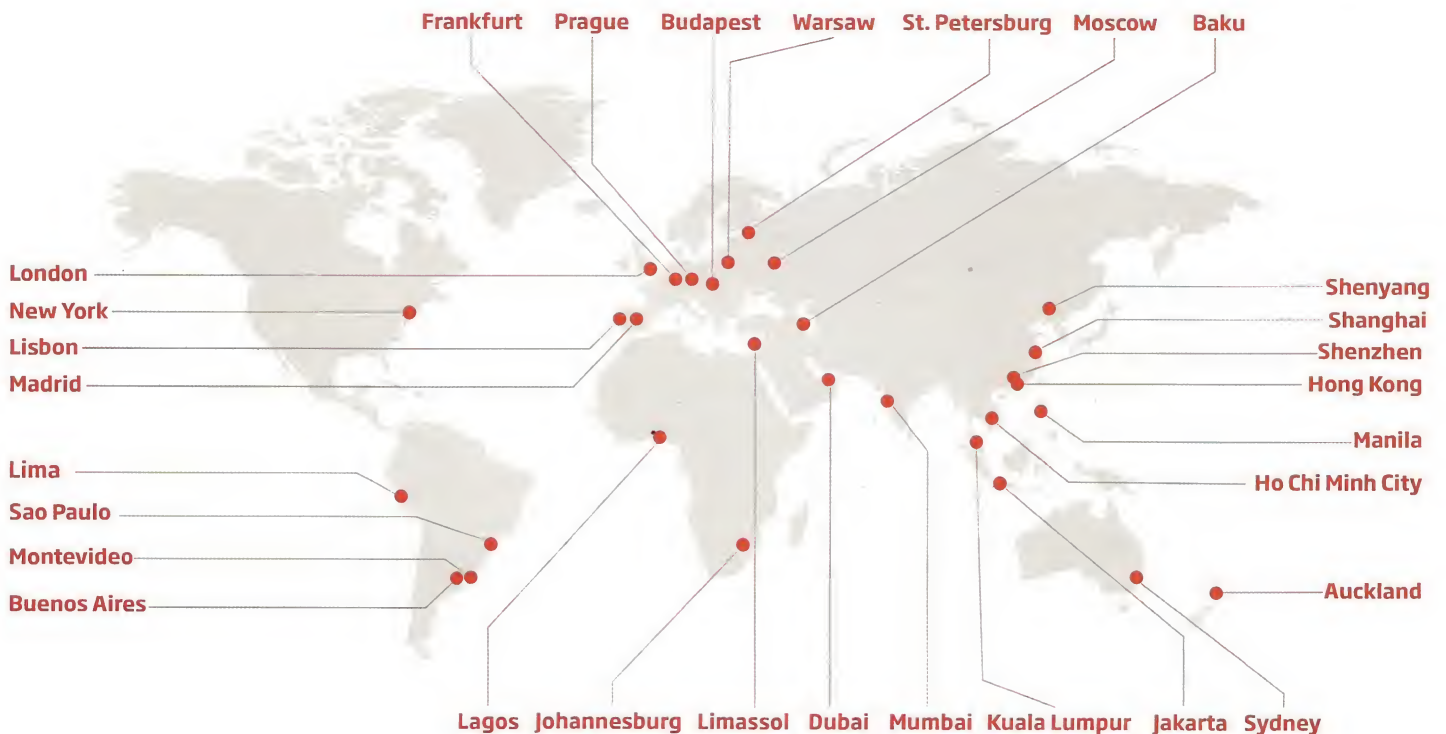 Frankfurt Prague Budapest Warsaw St. Petersburg Moscow Baku
London
New York
Lisbon
Madrid
Lima
Sao Paulo
Montevideo
Buenos Aires
Shenyang
Shanghai
Shenzhen
Hong Kong
Manila
Ho Chi Minh City
Auckland
Lagos Johannesburg Limassol Dubai Mumbai Kuala Lumpur Jakarta Sydney